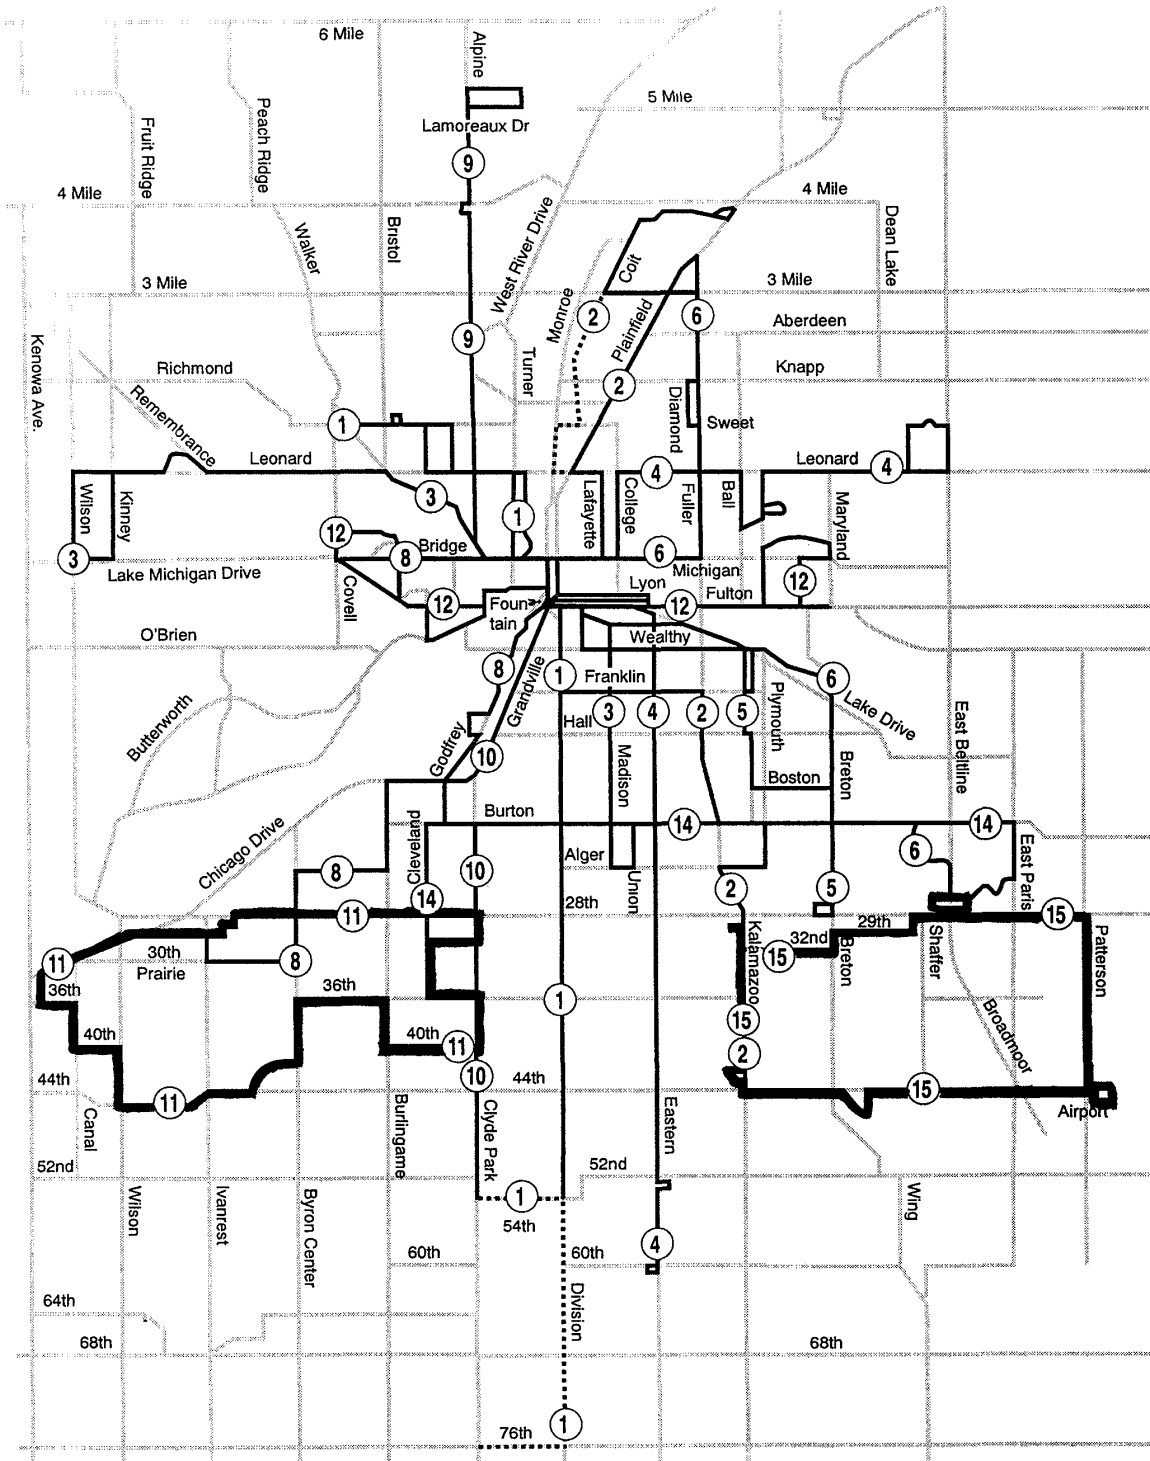 6 Mile
Alpine
5 Mile
Lamoreaux Dr
Fruit Ridge
Peach Ridge
9
4 Mile
4 Mile
Walker
Bristol
West River Drive
Dean Lake
Coit
3 Mile
3 Mile
Monroe
2
6
Plainfield
Aberdeen
Kenowa Ave.
9
Turner
Richmond
Knapp
2
Remembrance
Diamond
Sweet
1
Leonard
4
Leonard
4
Wilson
Kinney
3
1
Lafayette
College
Fuller
Ball
Maryland
12
8
Bridge
6
Michigan
3
Lake Michigan Drive
Covell
Lyon
12
12
Foun-
tain
12
Fulton
O'Brien
Wealthy
8
Grandville
1
Franklin
6
Butterworth
Hall
3
4
2
5
Plymouth
Lake Drive
East Beltline
Godfrey
10
Madison
Boston
Breton
Burton
14
14
Chicago Drive
Cleveland
Alger
6
8
10
Union
2
5
East Paris
14
11
28th
15
11
30th
Prairie
8
Kalamazoo
32nd
15
29th
Breton
Shaffer
Patterson
36th
36th
1
40th
40th
11
15
Broadmoor
2
10
44th
44th
11
15
Airport
Canal
Burlingame
Clyde Park
Eastern
52nd
52nd
Wilson
Ivanrest
Byron Center
1
54th
Wing
4
60th
60th
64th
Division
68th
68th
1
76th